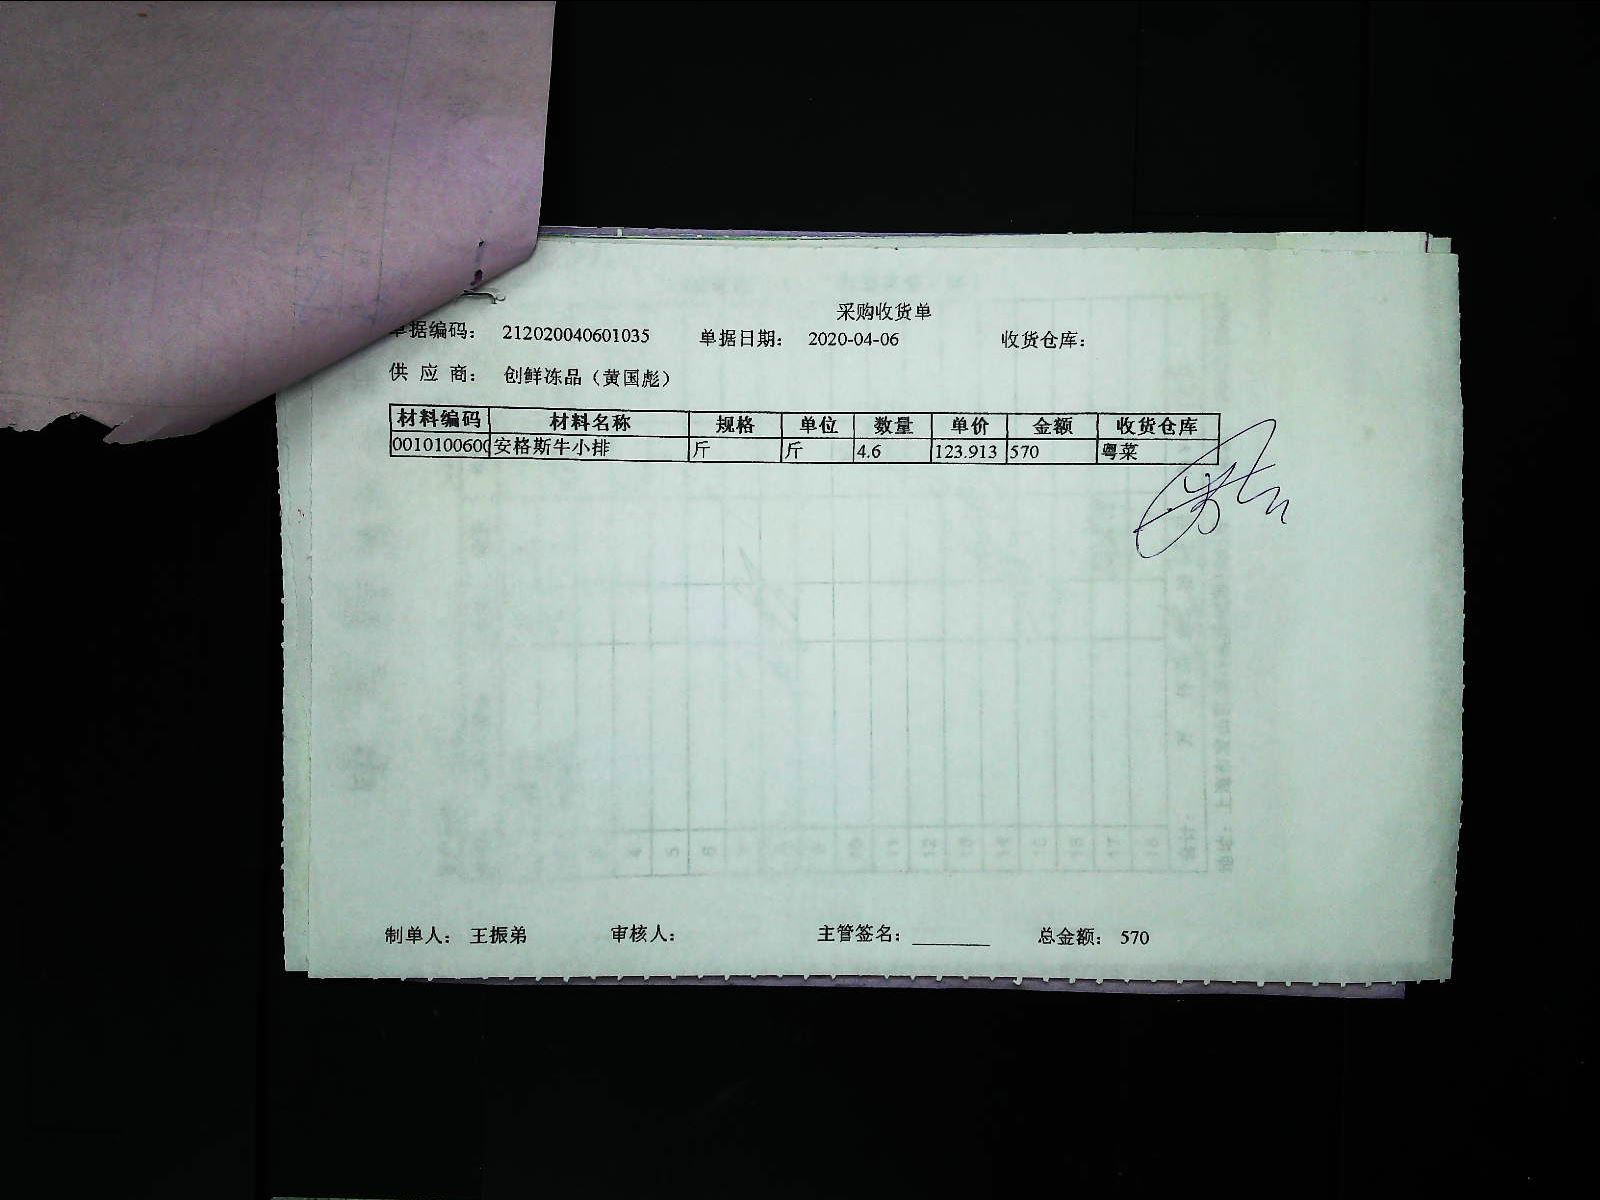 采购收货单
单据编码： 212020040601035 单据日期： 2020-04-06 收货仓库：
供 应 商： 创鲜冻品（黄国彪）
材料编码 材料名称 规格 单位 数量 单价 金额 收货仓库
0010100600 安格斯牛小排 斤 斤 4.6 123.913 570 粤菜
制单人： 王振弟 审核人： 主管签名：________ 总金额： 570